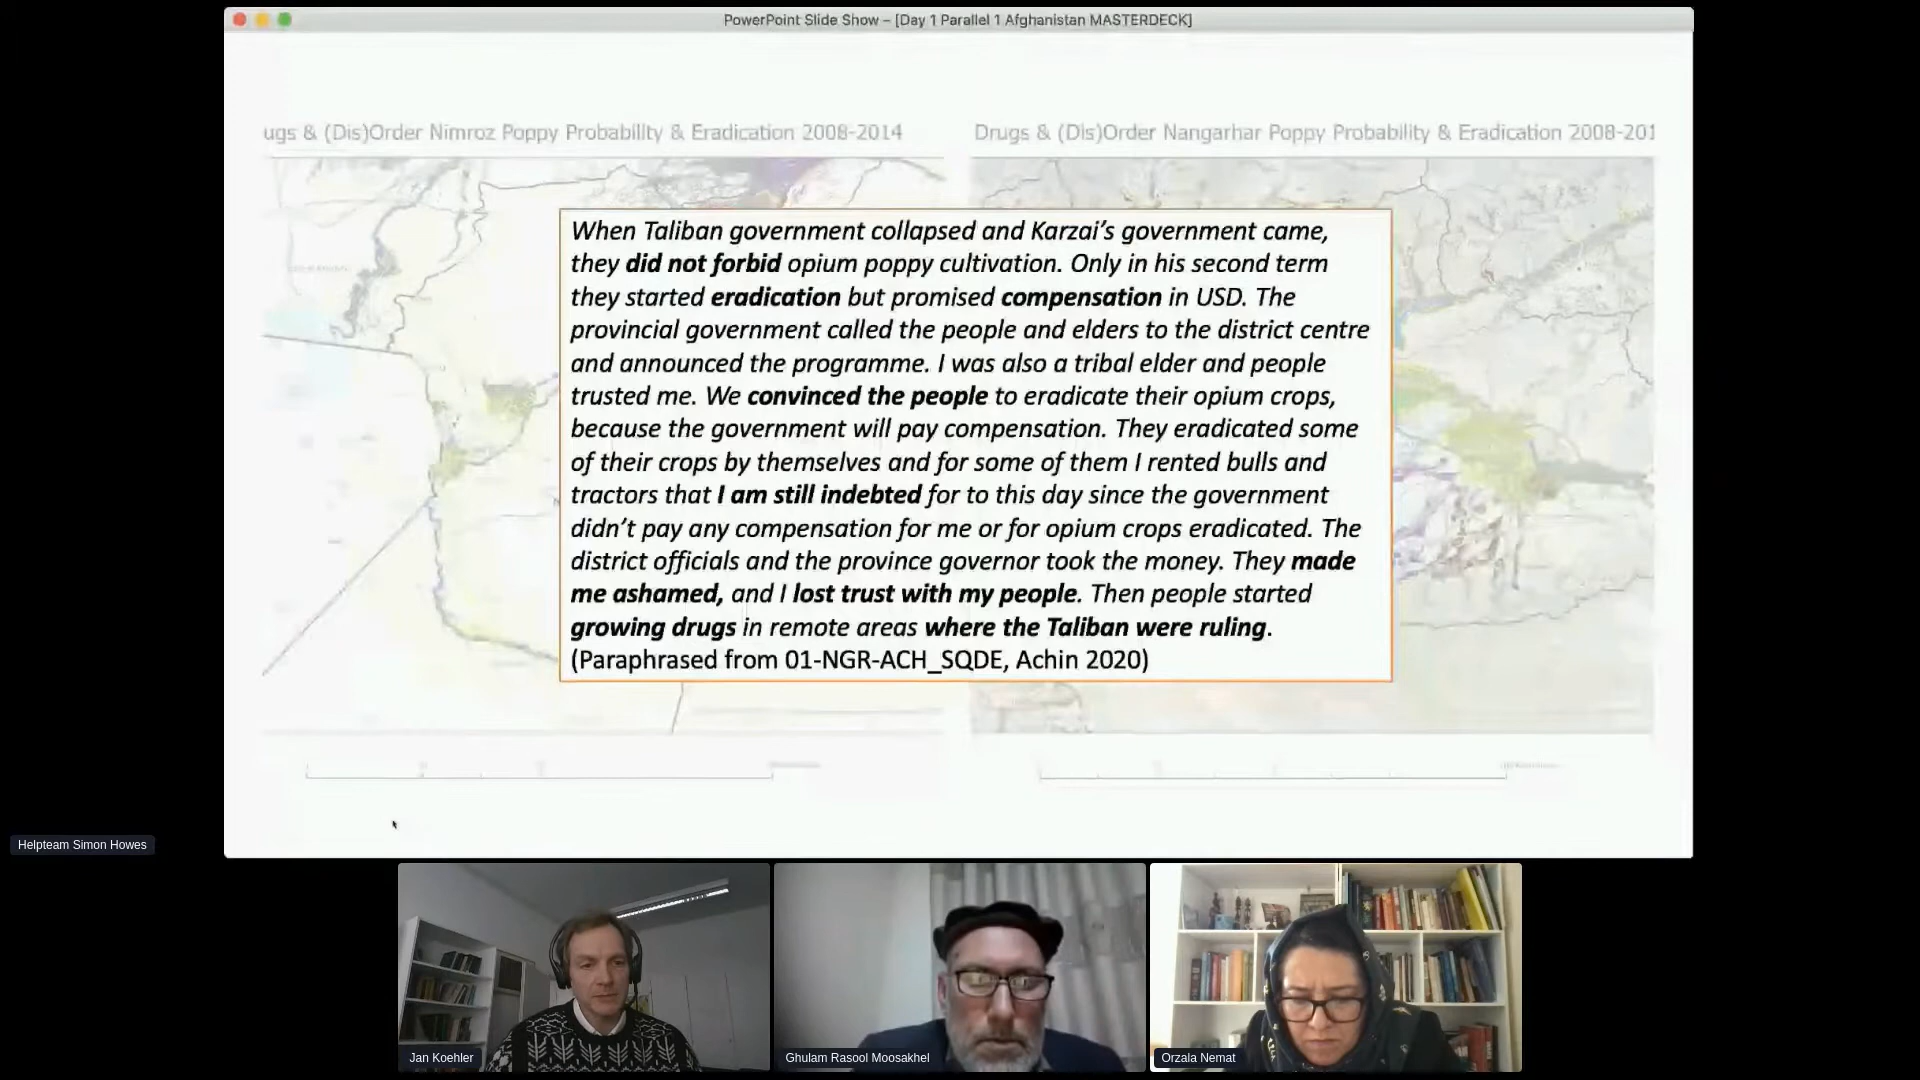 PowerPoint Slide Show – [Day 1 Parallel 1 Afghanistan MASTERDECK]
ugs & (Dis)Order Nimroz Poppy Probability & Eradication 2008-2014
Drugs & (Dis)Order Nangarhar Poppy Probability & Eradication 2008-201
When Taliban government collapsed and Karzai’s government came,
they did not forbid opium poppy cultivation. Only in his second term
they started eradication but promised compensation in USD. The
provincial government called the people and elders to the district centre
and announced the programme. I was also a tribal elder and people
trusted me. We convinced the people to eradicate their opium crops,
because the government will pay compensation. They eradicated some
of their crops by themselves and for some of them I rented bulls and
tractors that I am still indebted for to this day since the government
didn’t pay any compensation for me or for opium crops eradicated. The
district officials and the province governor took the money. They made
me ashamed, and I lost trust with my people. Then people started
growing drugs in remote areas where the Taliban were ruling.
(Paraphrased from 01-NGR-ACH_SQDE, Achin 2020)
Helpteam Simon Howes
Jan Koehler
Ghulam Rasool Moosakhel
Orzala Nemat